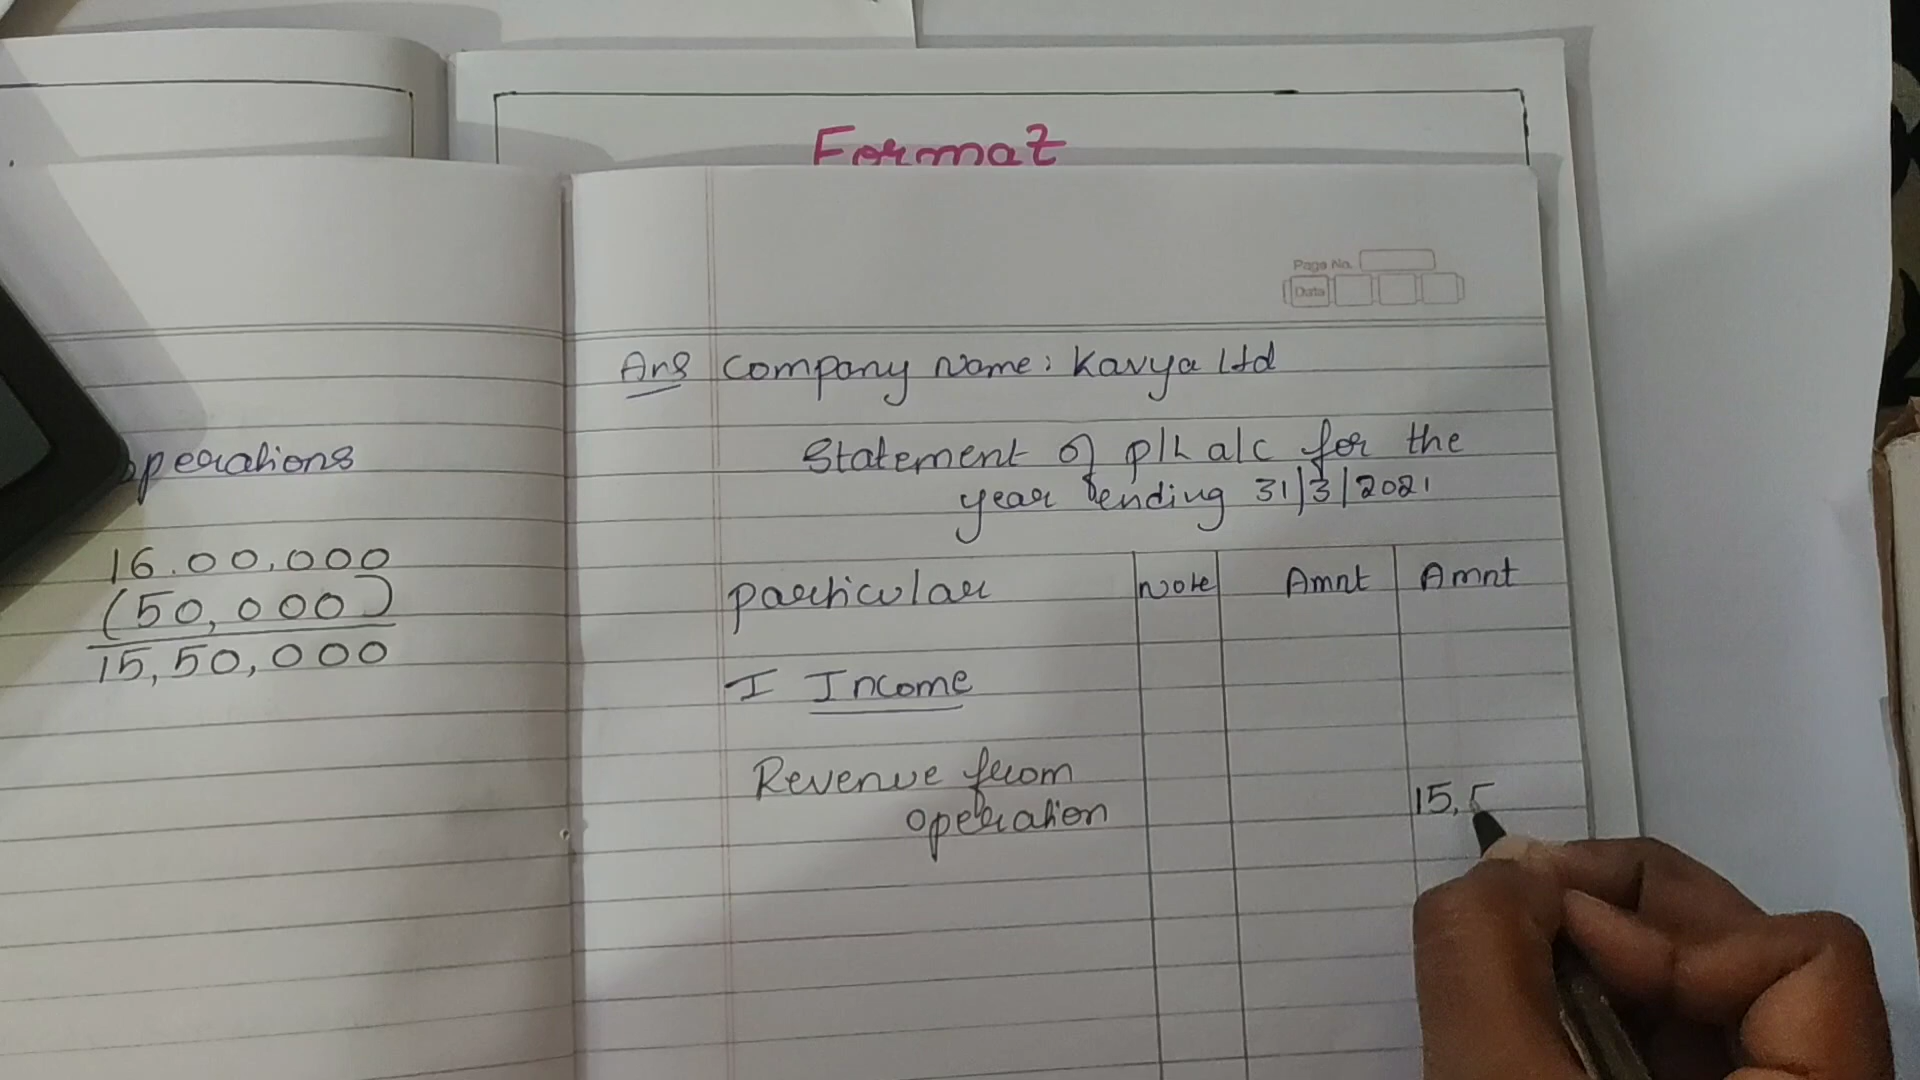 Format
Page No.
Date
operations
16.00,000
(50,000)
15,50,000
Ans Company Name: Kavya Ltd
Statement of P/L a/c for the
year ending 31/3/2021
Particular Note Amnt Amnt
I Income
Revenue from
operation 15,5